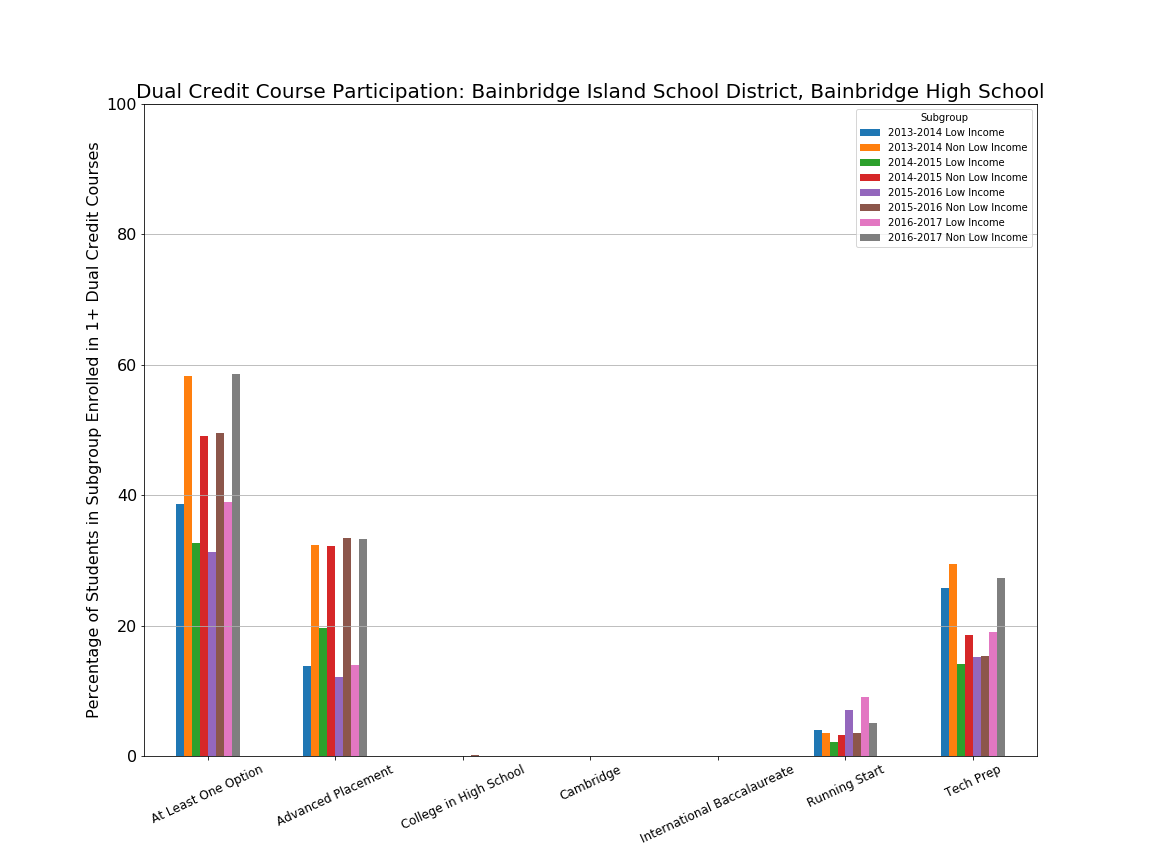 Dual Credit Course Participation: Bainbridge Island School District, Bainbridge High School
Percentage of Students in Subgroup Enrolled in 1+ Dual Credit Courses
100
80
60
40
20
0
Subgroup
2013-2014 Low Income
2013-2014 Non Low Income
2014-2015 Low Income
2014-2015 Non Low Income
2015-2016 Low Income
2015-2016 Non Low Income
2016-2017 Low Income
2016-2017 Non Low Income
At Least One Option
Advanced Placement
College in High School
Cambridge
International Baccalaureate
Running Start
Tech Prep